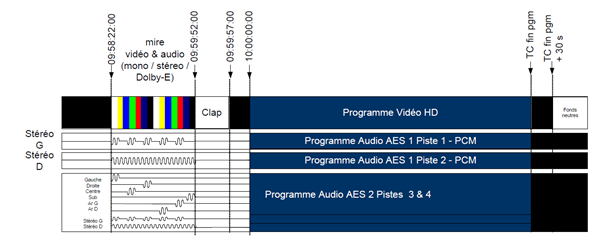 09:58:22:00
mire
vidéo & audio
(mono / stéreo /
Dolby-E)
09:59:52:00
09:59:57:00
10:00:00:00
TC fin pgm
TC fin pgm
+ 30 s
Clap
Programme Vidéo HD
Fonds
neutres
Stéréo
G
Programme Audio AES 1 Piste 1 - PCM
Stéréo
D
Programme Audio AES 1 Piste 2 - PCM
Gauche
Droite
Centre
Sub
Ar G
Ar D
Stéréo G
Stéréo D
Programme Audio AES 2 Pistes 3 & 4